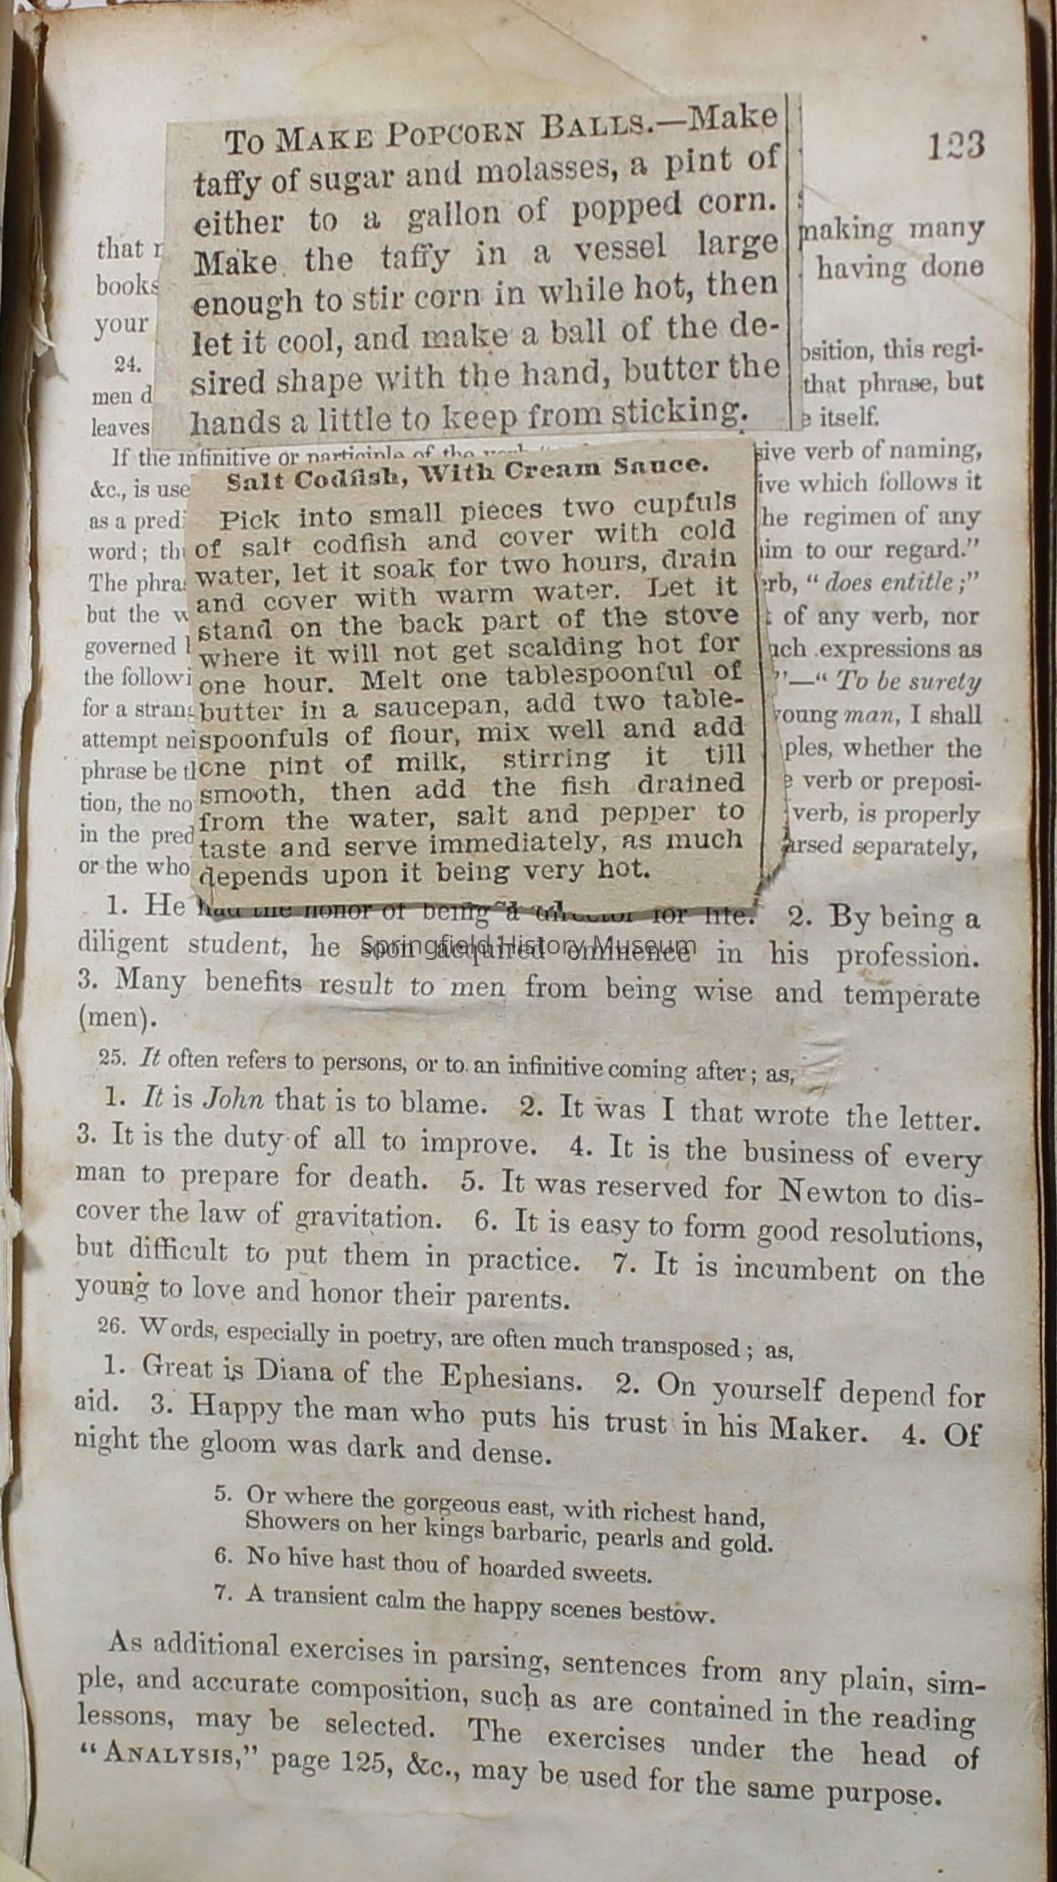 123
To Make Popcorn Balls.—Make
taffy of sugar and molasses, a pint of
either to a gallon of popped corn.
Make the taffy in a vessel large
enough to stir corn in while hot, then
let it cool, and make a ball of the de-
sired shape with the hand, butter the
hands a little to keep from sticking.
Salt Codfish, With Cream Sauce.
Pick into small pieces two cupfuls
of salt codfish and cover with cold
water, let it soak for two hours, drain
and cover with warm water. Let it
stand on the back part of the stove
where it will not get scalding hot for
one hour. Melt one tablespoonful of
butter in a saucepan, add two table-
spoonfuls of flour, mix well and add
one pint of milk, stirring it till
smooth, then add the fish drained
from the water, salt and pepper to
taste and serve immediately, as much
depends upon it being very hot.
that
books
your
24.
men
leaves
If the infinitive or participle of the
&c., is use
as a predi
word; th
The phra
but the
governed
the followi
for a strang
attempt nei
phrase be
tion, the no
in the pred
or the who
making many
having done
osition, this regi-
that phrase, but
itself.
sive verb of naming,
ive which follows it
he regimen of any
him to our regard."
erb, "does entitle;"
of any verb, nor
such expressions as
"—"To be surely
young man, I shall
ples, whether the
verb or preposi-
verb, is properly
arsed separately,
1. He had the honor of being a director for life. 2. By being a
diligent student, he soon acquired eminence in his profession.
Springfield History Museum
3. Many benefits result to men from being wise and temperate
(men).
25. It often refers to persons, or to an infinitive coming after; as,
1. It is John that is to blame. 2. It was I that wrote the letter.
3. It is the duty of all to improve. 4. It is the business of every
man to prepare for death. 5. It was reserved for Newton to dis-
cover the law of gravitation. 6. It is easy to form good resolutions,
but difficult to put them in practice. 7. It is incumbent on the
young to love and honor their parents.
26. Words, especially in poetry, are often much transposed; as,
1. Great is Diana of the Ephesians. 2. On yourself depend for
aid. 3. Happy the man who puts his trust in his Maker. 4. Of
night the gloom was dark and dense.
5. Or where the gorgeous east, with richest hand,
Showers on her kings barbaric, pearls and gold.
6. No hive hast thou of hoarded sweets.
7. A transient calm the happy scenes bestow.
As additional exercises in parsing, sentences from any plain, sim-
ple, and accurate composition, such as are contained in the reading
lessons, may be selected. The exercises under the head of
"Analysis," page 125, &c., may be used for the same purpose.